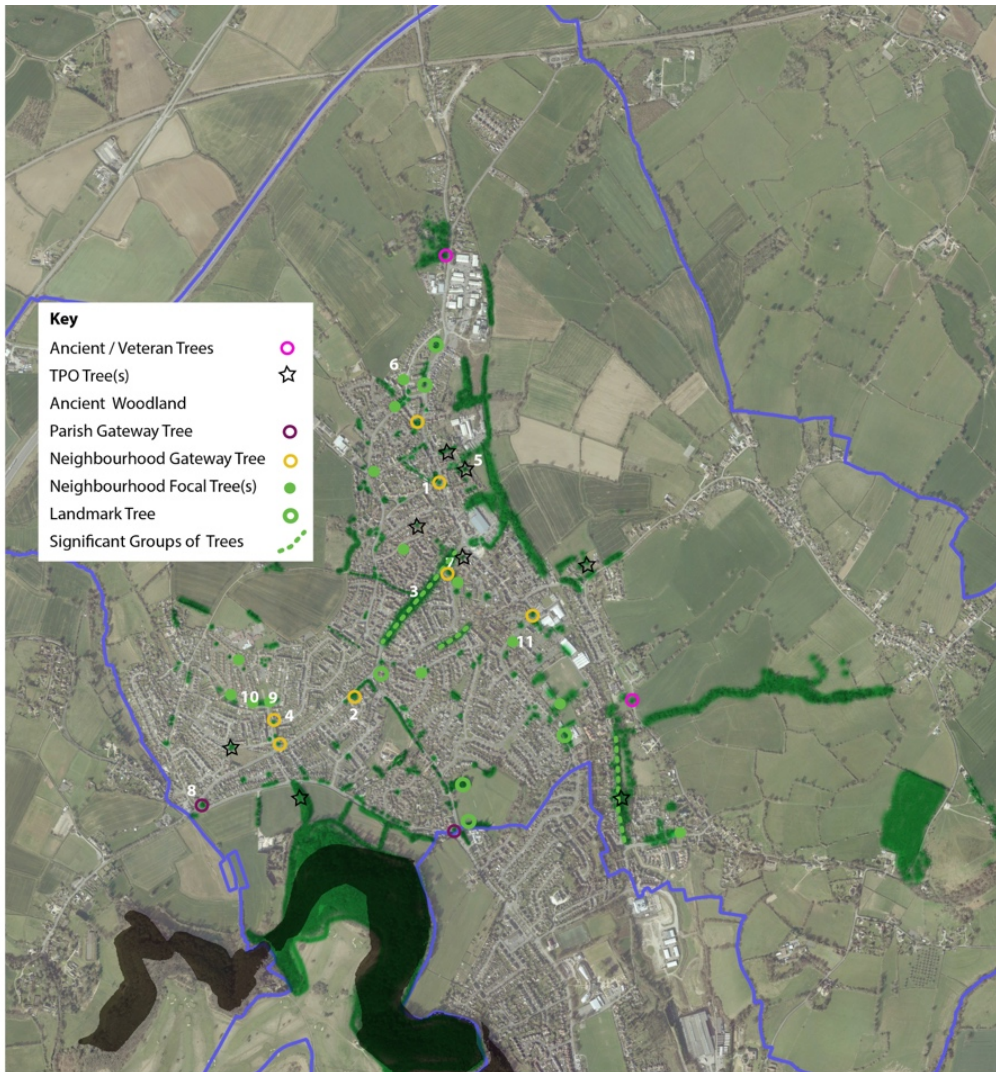 Key
Ancient / Veteran Trees
TPO Tree(s)
Ancient Woodland
Parish Gateway Tree
Neighbourhood Gateway Tree
Neighbourhood Focal Tree(s)
Landmark Tree
Significant Groups of Trees
6
5
1
7
3
11
10 9
4
2
8